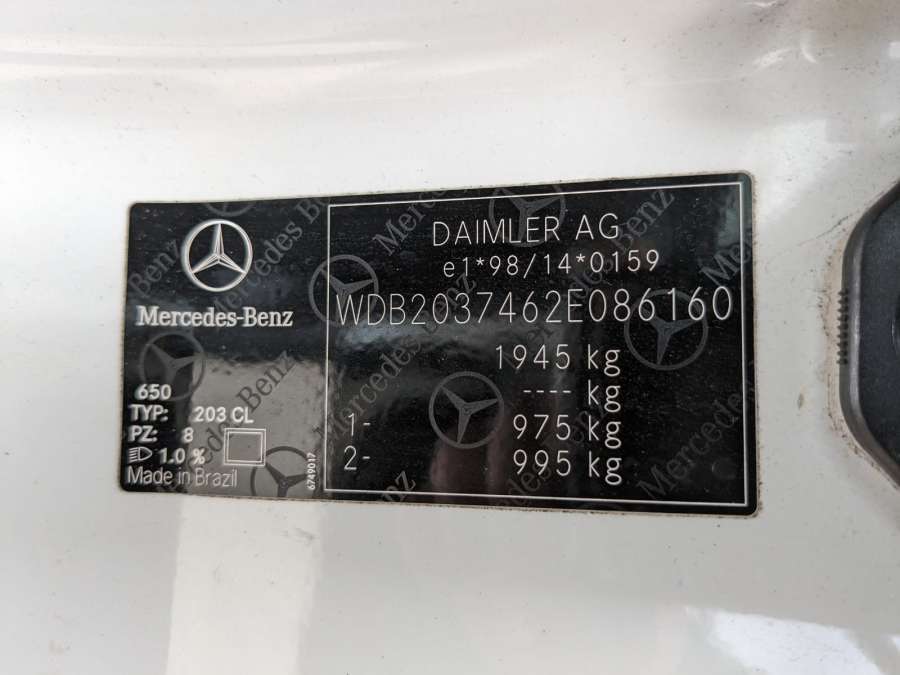 Mercedes-Benz
650
TYP: 203 CL
PZ: 8
1.0 %
Made in Brazil
6749017
DAIMLER AG
e1*98/14*0159
WDB2037462E086160
1945 kg
---- kg
1- 975 kg
2- 995 kg